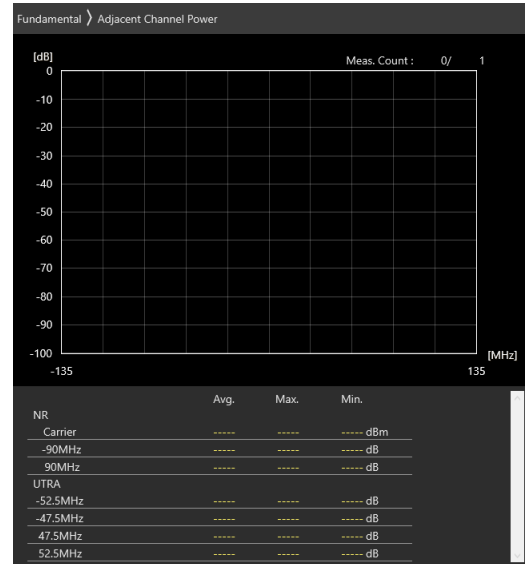 Fundamental 〉 Adjacent Channel Power
[dB]
Meas. Count : 0/ 1
0
-10
-20
-30
-40
-50
-60
-70
-80
-90
-100
[MHz]
-135 135
Avg. Max. Min.
NR
Carrier ----- ----- ----- dBm
-90MHz ----- ----- ----- dB
90MHz ----- ----- ----- dB
UTRA
-52.5MHz ----- ----- ----- dB
-47.5MHz ----- ----- ----- dB
47.5MHz ----- ----- ----- dB
52.5MHz ----- ----- ----- dB